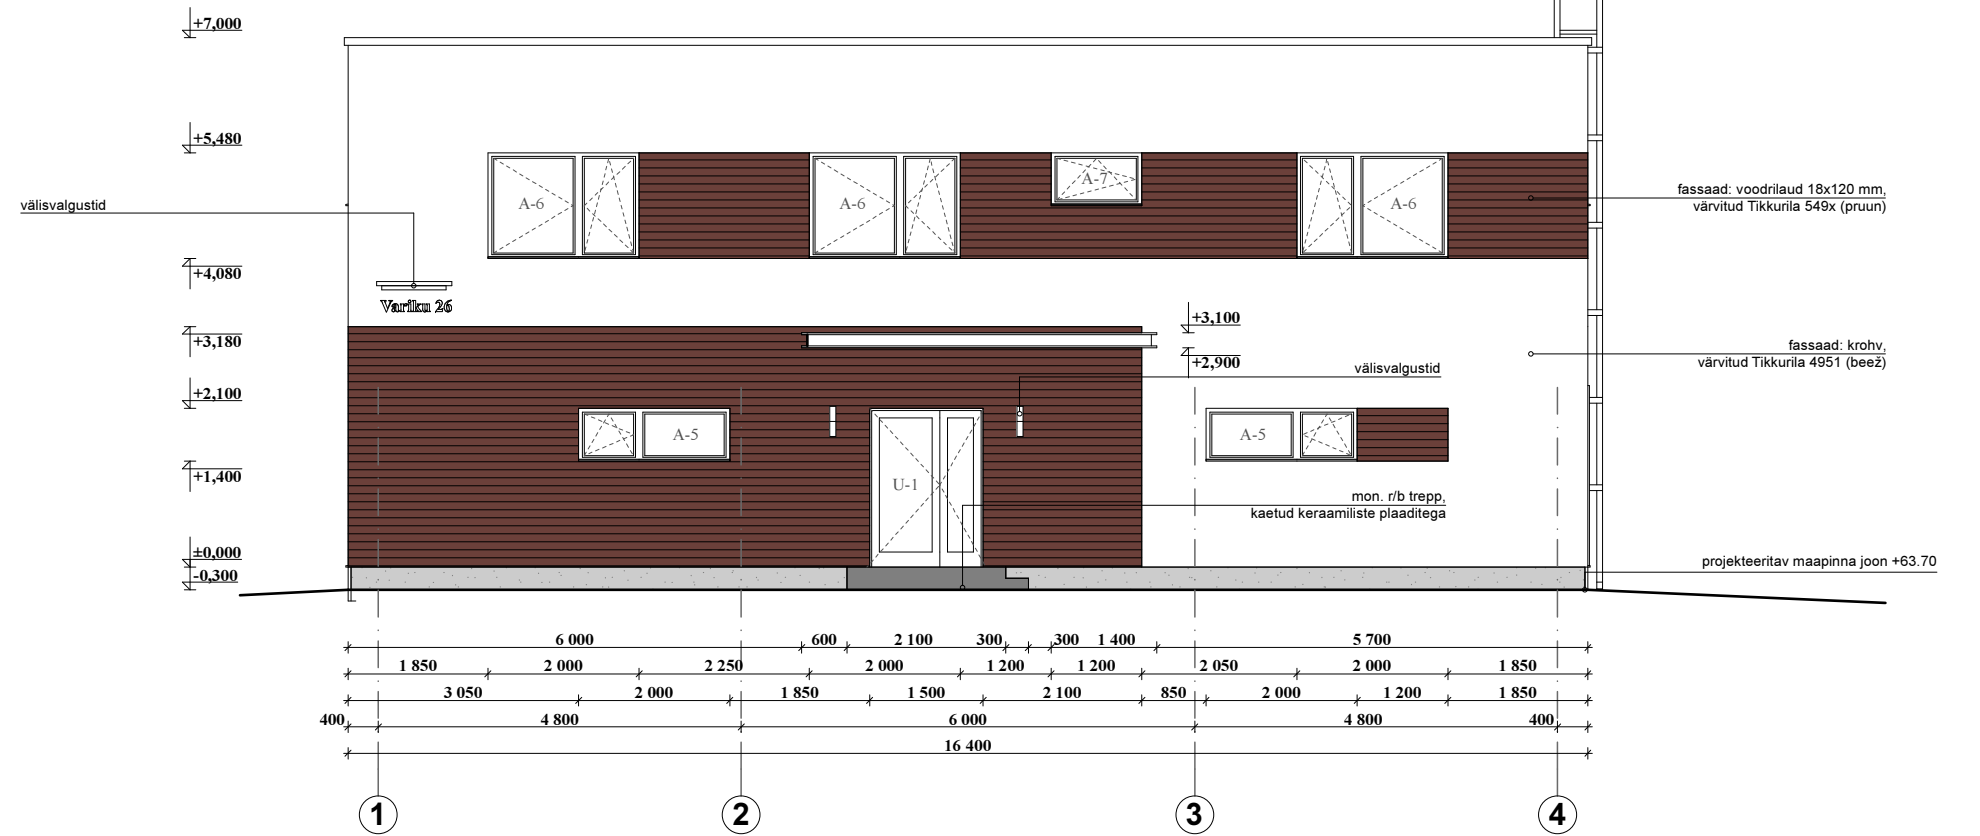 +7,000
+5,480
A-6
A-6
A-7
A-6
fassaad: voodrilaud 18x120 mm,
värvitud Tikkurila 549x (pruun)
välisvalgustid
+4,080
Variku 26
+3,180
+3,100
+2,900
fassaad: krohv,
värvitud Tikkurila 4951 (beež)
välisvalgustid
+2,100
A-5
A-5
+1,400
U-1
mon. r/b trepp,
kaetud keraamiliste plaaditega
±0,000
-0,300
projekteeritav maapinna joon +63.70
6 000 600 2 100 300 300 1 400 5 700
1 850 2 000 2 250 2 000 1 200 1 200 2 050 2 000 1 850
3 050 2 000 1 850 1 500 2 100 850 2 000 1 200 1 850
400 4 800 6 000 4 800 400
16 400
1 2 3 4